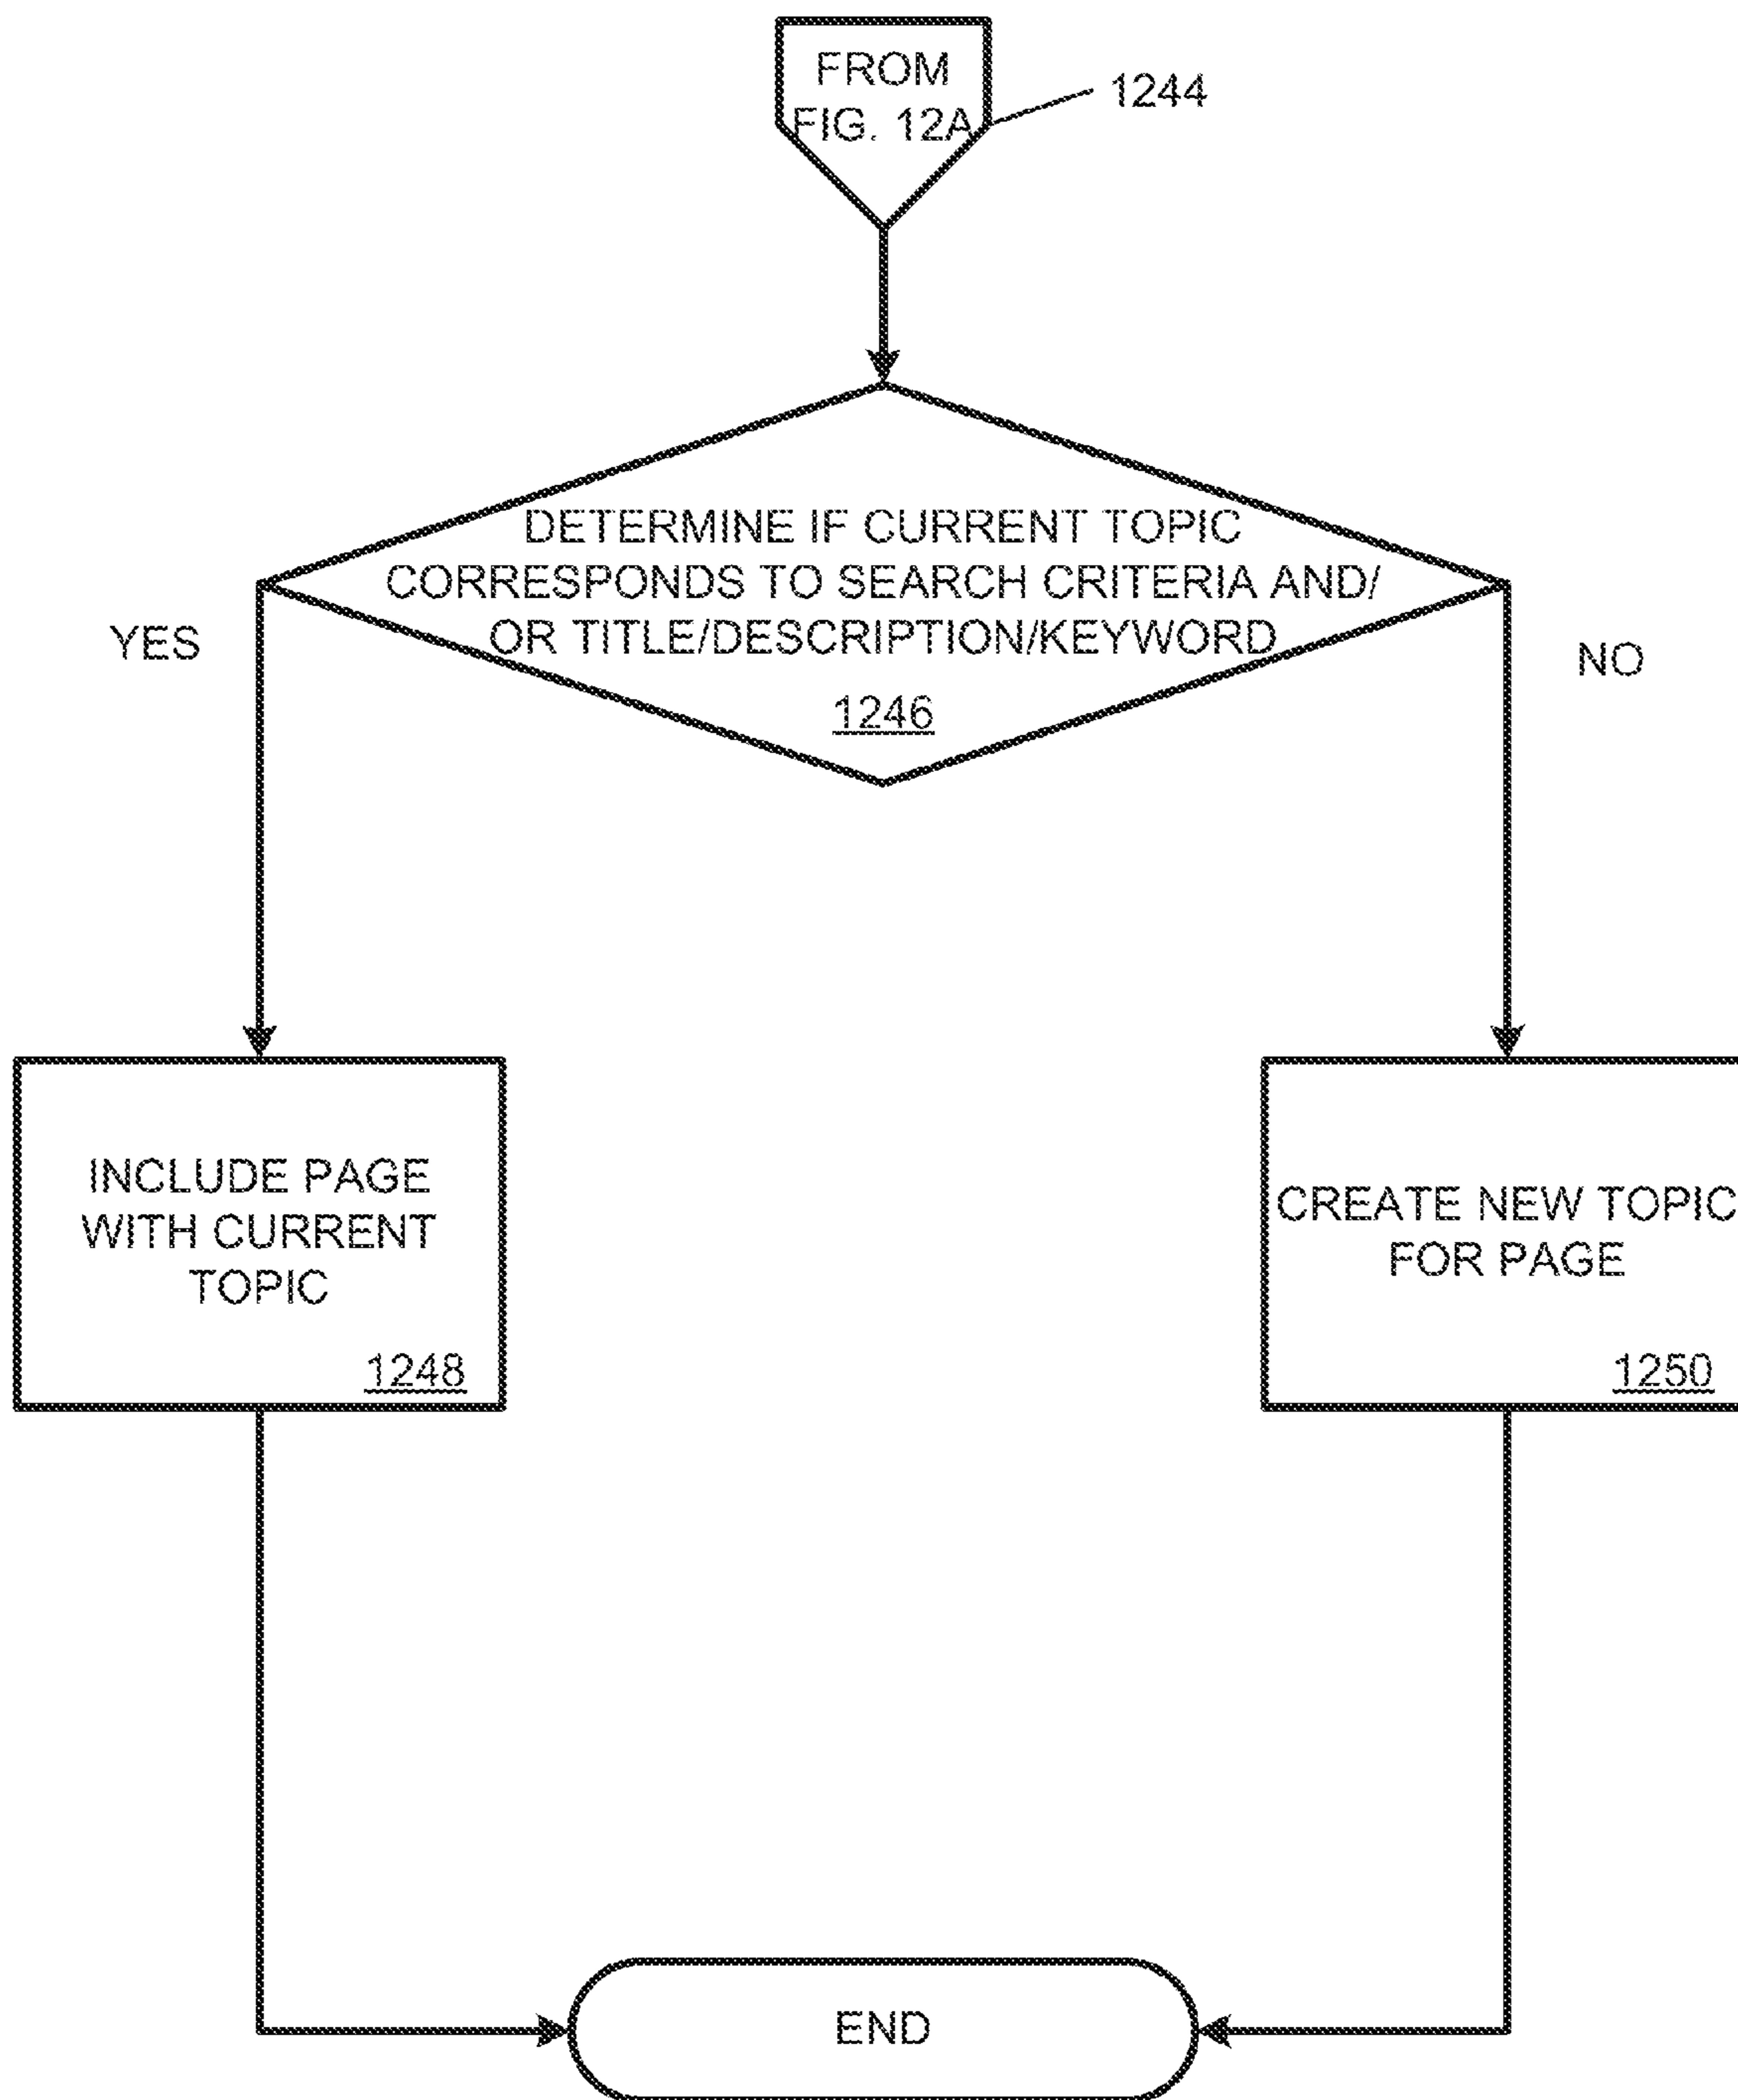 FROM
FIG. 12A
1244
DETERMINE IF CURRENT TOPIC
CORRESPONDS TO SEARCH CRITERIA AND/
OR TITLE/DESCRIPTION/KEYWORD
1246
YES
NO
INCLUDE PAGE
WITH CURRENT
TOPIC
1248
CREATE NEW TOPIC
FOR PAGE
1250
END